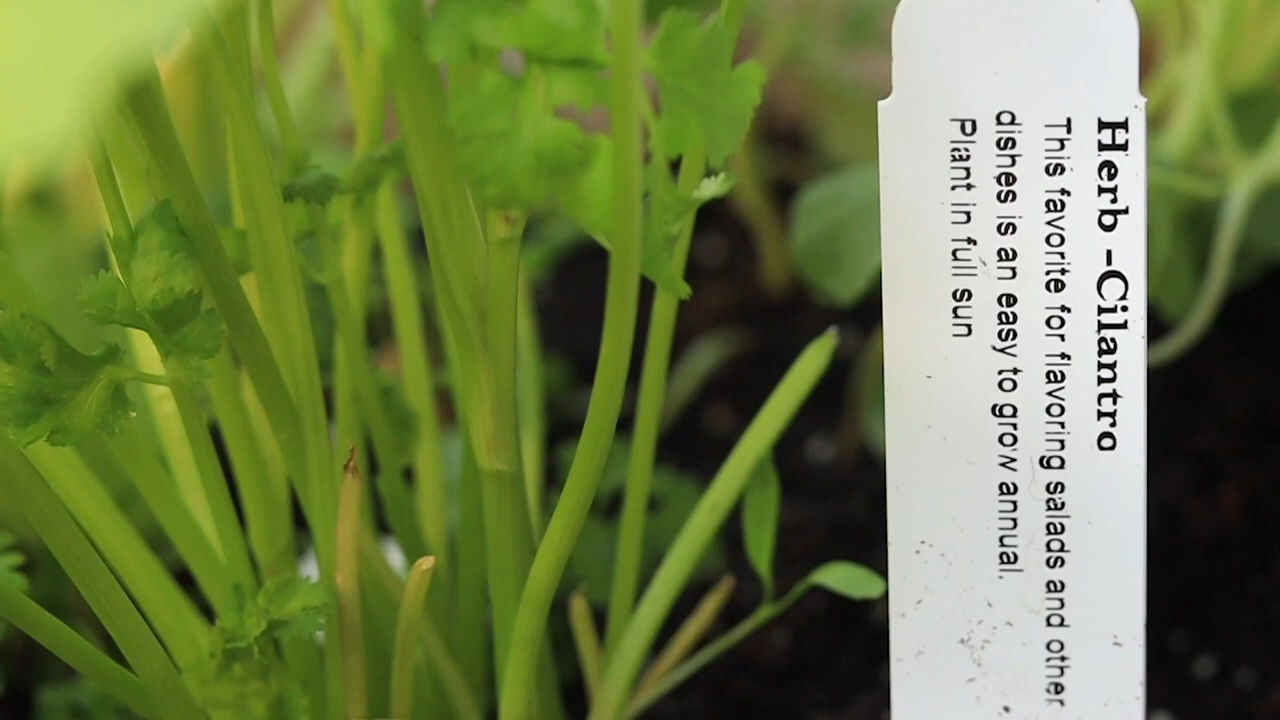 Herb -Cilantro
This favorite for flavoring salads and other
dishes is an easy to grow annual.
Plant in full sun